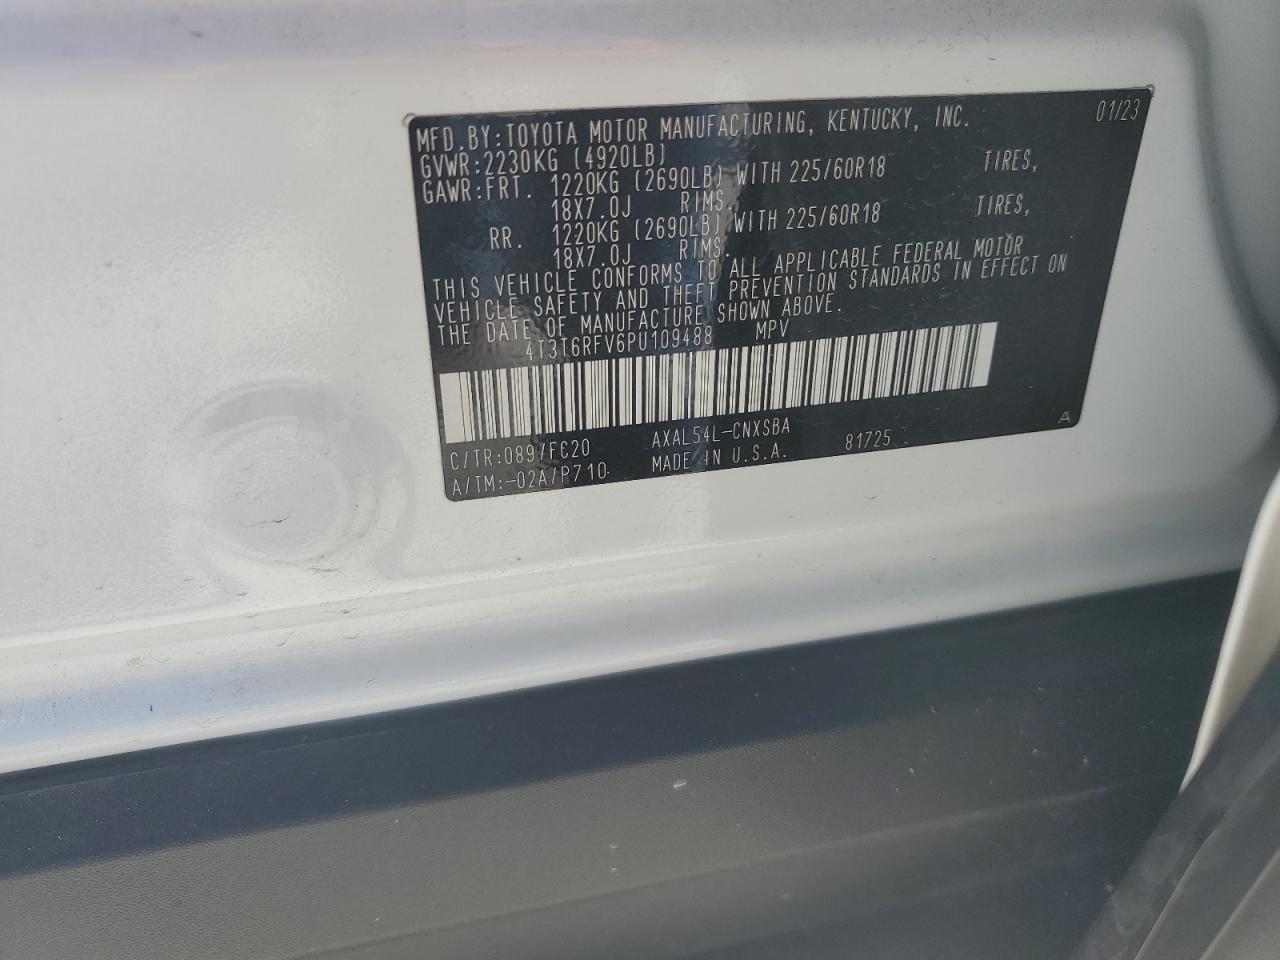 01/23
MFD.BY:TOYOTA MOTOR MANUFACTURING, KENTUCKY, INC.
GVWR:2230KG (4920LB)
GAWR:FRT. 1220KG (2690LB) WITH 225/60R18 TIRES,
18X7.0J RIMS.
RR. 1220KG (2690LB) WITH 225/60R18 TIRES,
18X7.0J RIMS.
THIS VEHICLE CONFORMS TO ALL APPLICABLE FEDERAL MOTOR
VEHICLE SAFETY AND THEFT PREVENTION STANDARDS IN EFFECT ON
THE DATE OF MANUFACTURE SHOWN ABOVE.
4T3T6RFV6PU109488 MPV
C/TR:089/FC20 AXAL54L-CNXSBA 81725 A
A/TM:-02A/P710 MADE IN U.S.A.